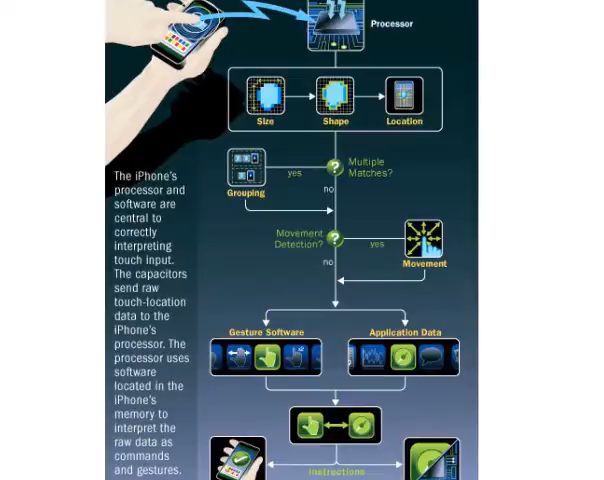 Processor
Size
Shape
Location
Multiple
Matches?
yes
Grouping
no
Movement
Detection?
yes
Movement
no
The iPhone's
processor and
software are
central to
correctly
interpreting
touch input.
The capacitors
send raw
touch-location
data to the
iPhone's
processor. The
processor uses
software
located in the
iPhone's
memory to
interpret the
raw data as
commands
and gestures.
Gesture Software
Application Data
x2
Instructions